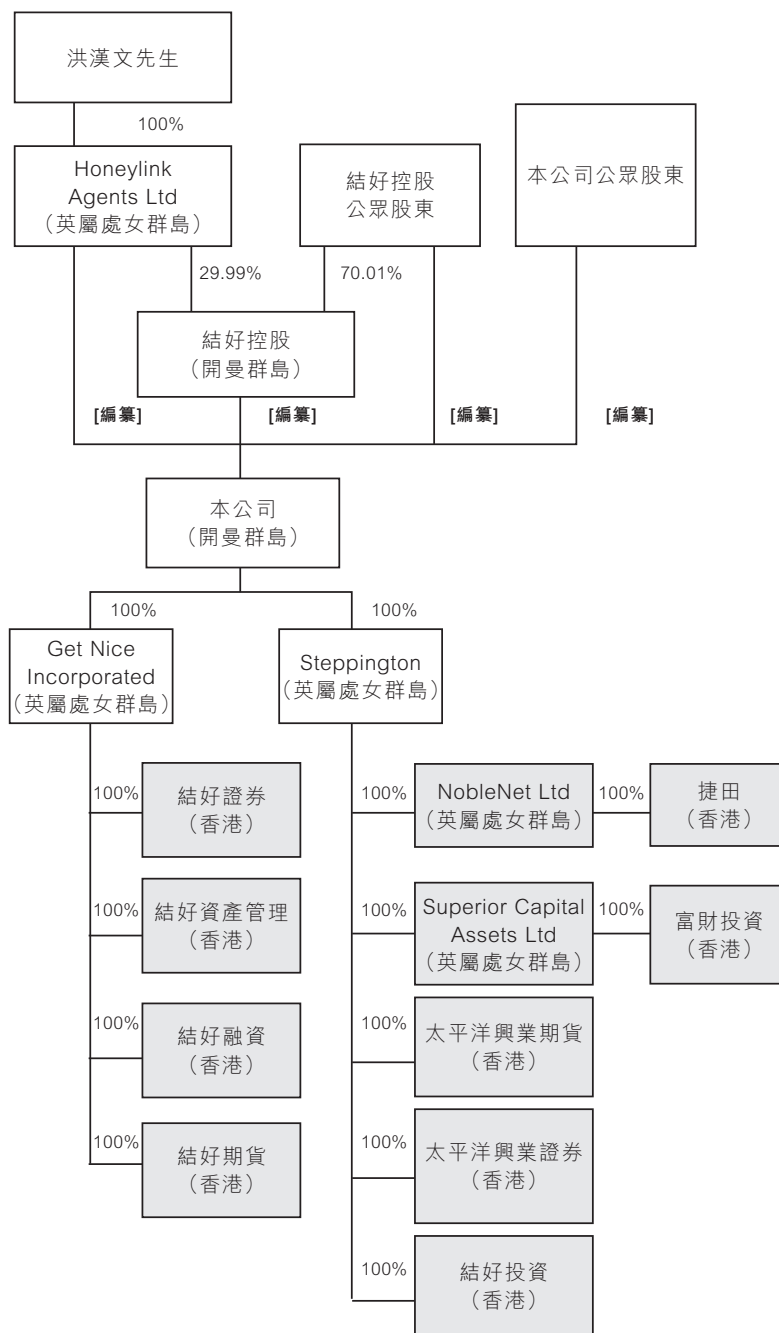 洪漢文先生
100%
Honeylink
Agents Ltd
(英屬處女群島)
結好控股
公眾股東
本公司公眾股東
29.99%
70.01%
結好控股
(開曼群島)
[編纂]
[編纂]
[編纂]
[編纂]
本公司
(開曼群島)
100%
100%
Get Nice
Incorporated
(英屬處女群島)
Steppington
(英屬處女群島)
100%
結好證券
(香港)
100%
NobleNet Ltd
(英屬處女群島)
100%
捷田
(香港)
100%
結好資產管理
(香港)
100%
Superior Capital
Assets Ltd
(英屬處女群島)
100%
富財投資
(香港)
100%
結好融資
(香港)
100%
太平洋興業期貨
(香港)
100%
結好期貨
(香港)
100%
太平洋興業證券
(香港)
100%
結好投資
(香港)